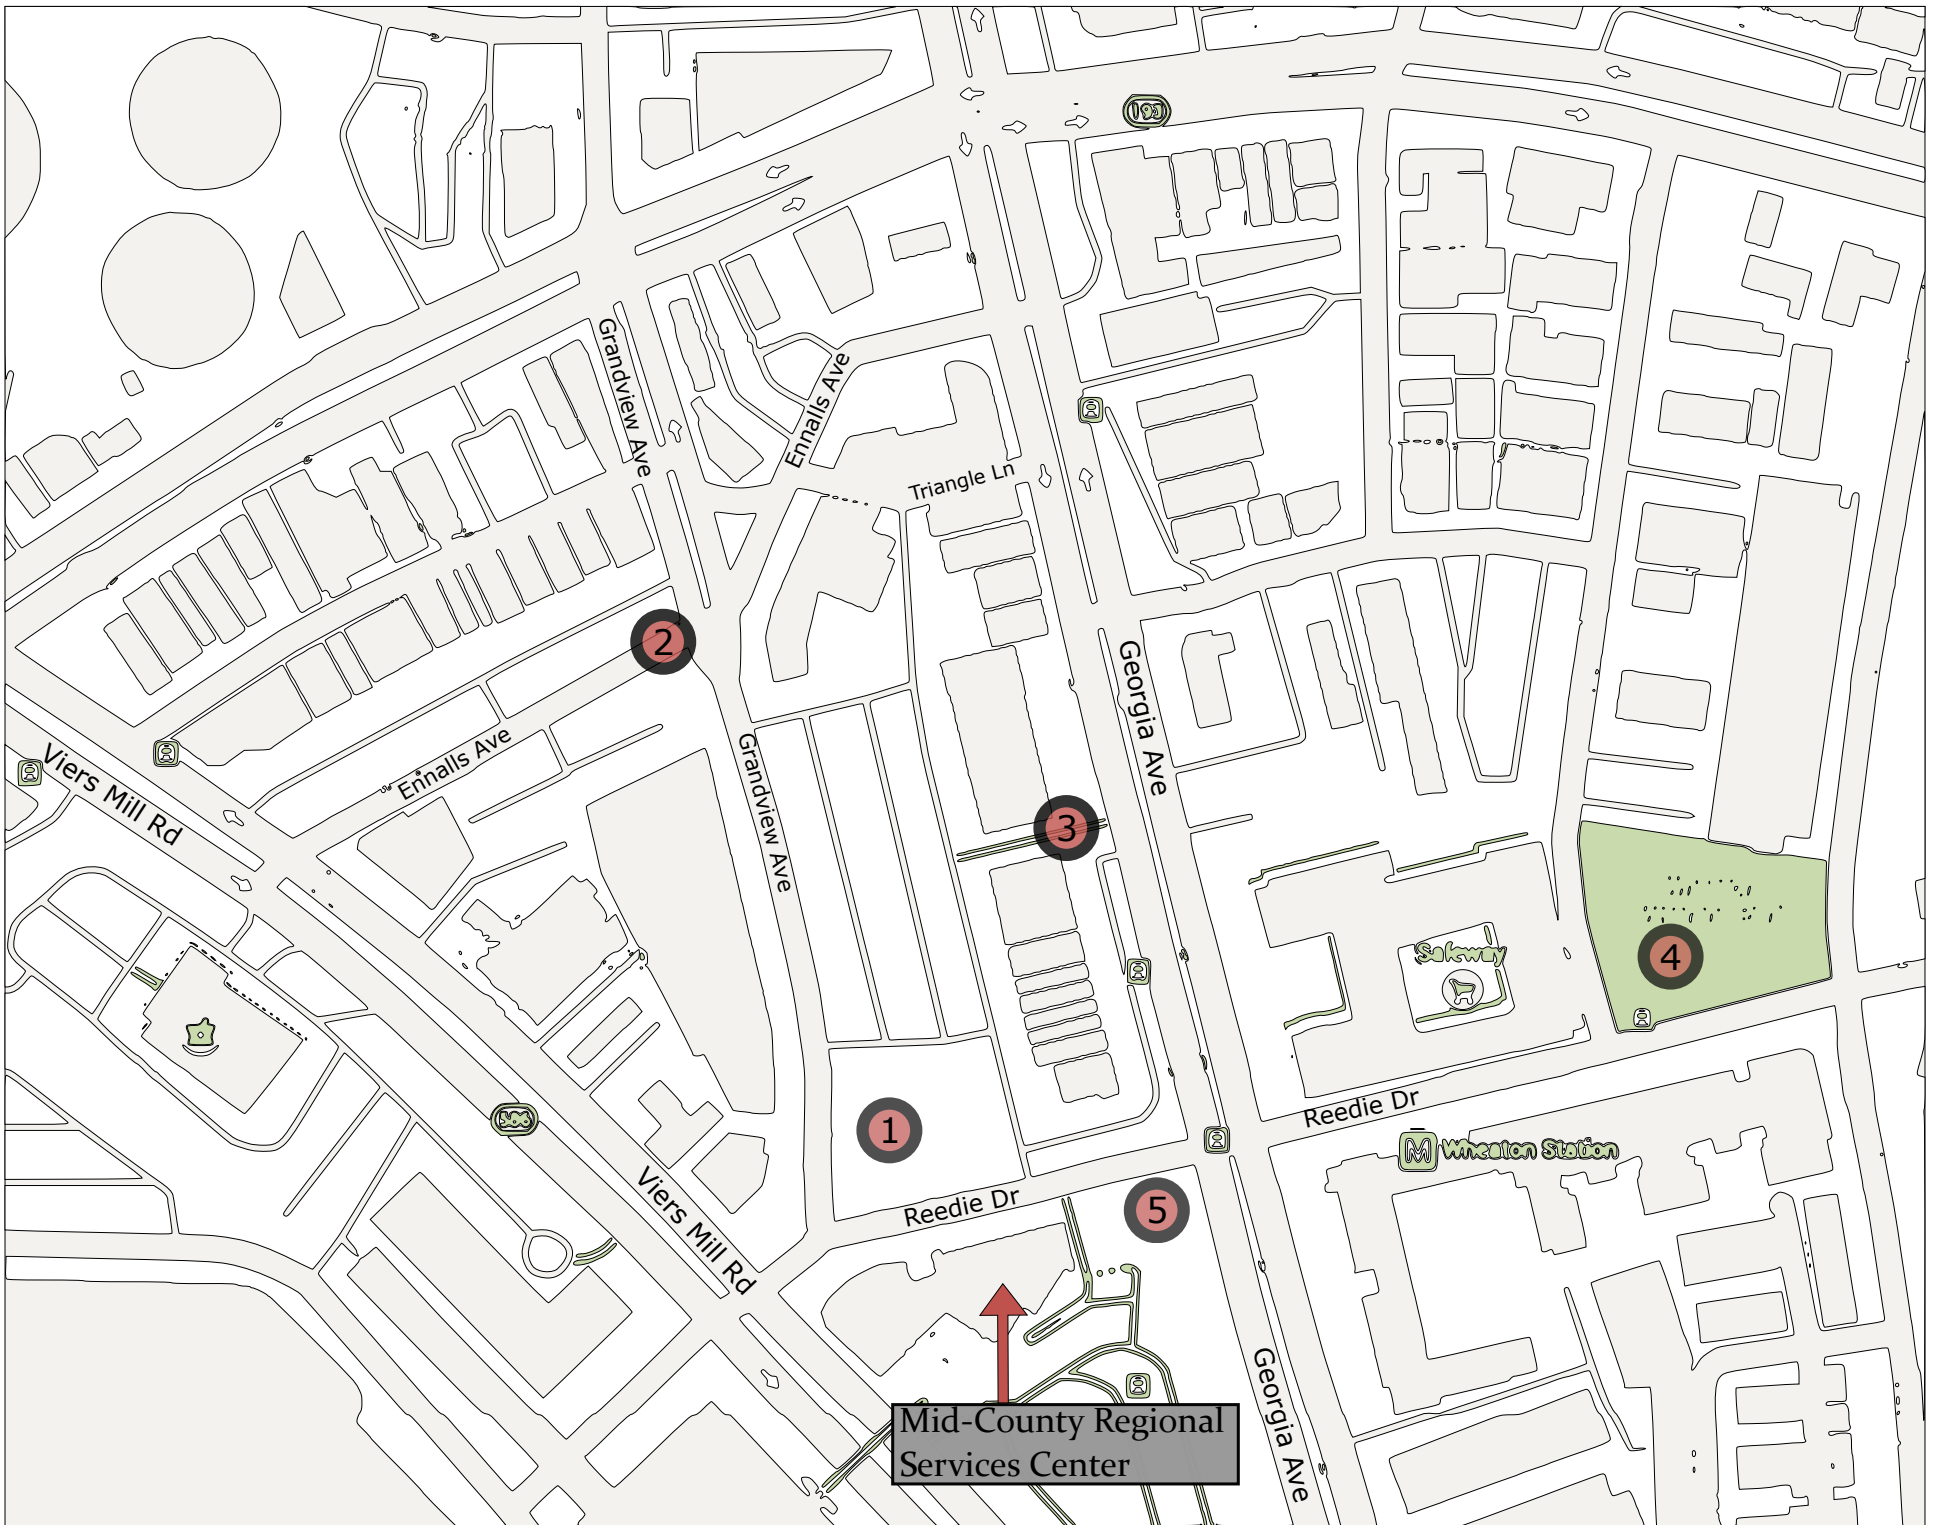 193
Grandview Ave
Ennalls Ave
Triangle Ln
2
Georgia Ave
Viers Mill Rd
Ennalls Ave
Grandview Ave
3
Safeway
4
1
Reedie Dr
M Wheaton Station
5
Reedie Dr
Viers Mill Rd
Georgia Ave
Mid-County Regional
Services Center